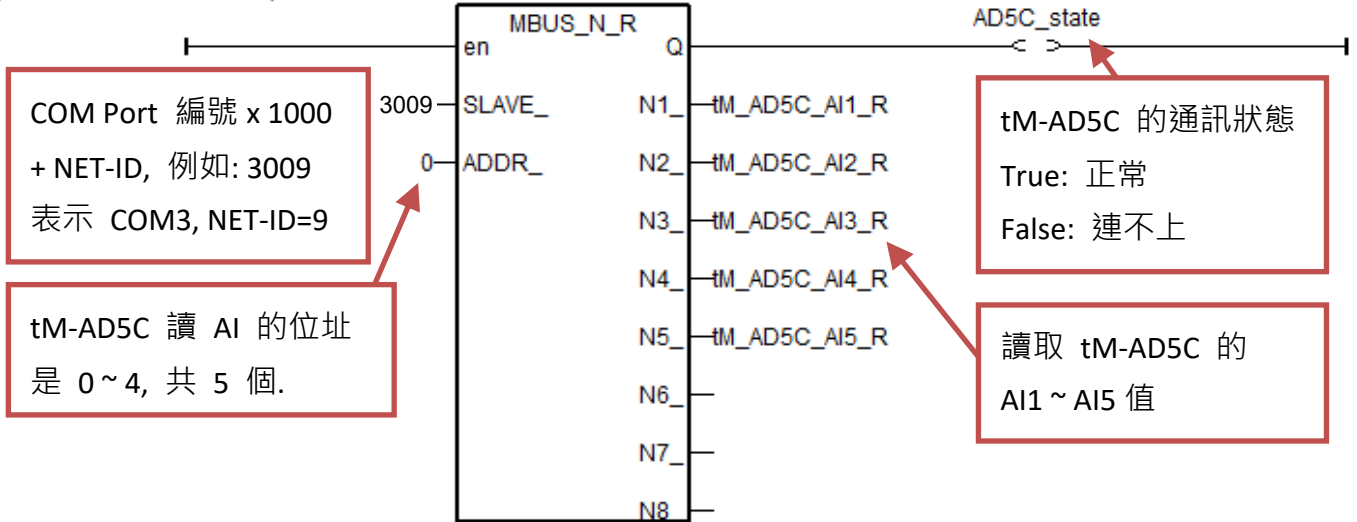 MBUS_N_R
AD5C_state
en
Q
COM Port 編號 x 1000
+ NET-ID, 例如: 3009
表示 COM3, NET-ID=9
3009
SLAVE_
N1_
tM_AD5C_AI1_R
tM-AD5C 的通訊狀態
True: 正常
False: 連不上
0
ADDR_
N2_
tM_AD5C_AI2_R
N3_
tM_AD5C_AI3_R
N4_
tM_AD5C_AI4_R
tM-AD5C 讀 AI 的位址
是 0 ~ 4, 共 5 個.
N5_
tM_AD5C_AI5_R
讀取 tM-AD5C 的
AI1 ~ AI5 值
N6_
N7_
N8